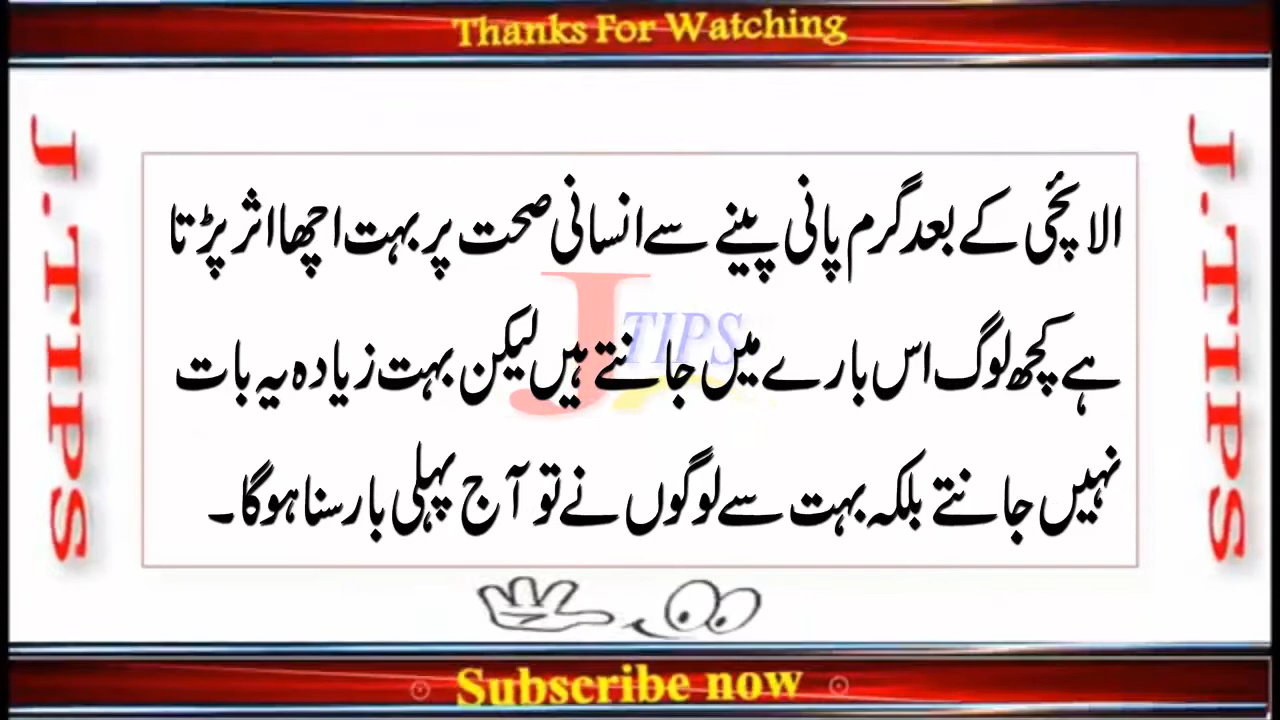 Thanks For Watching
J.TIPS
J.TIPS
الائچی کے بعد گرم پانی پینے سے انسانی صحت پر بہت اچھا اثر پڑتا
ہے کچھ لوگ اس بارے میں جانتے ہیں لیکن بہت زیادہ یہ بات
نہیں جانتے بلکہ بہت سے لوگوں نے تو آج پہلی بار سنا ہوگا۔
J TIPS
Subscribe now